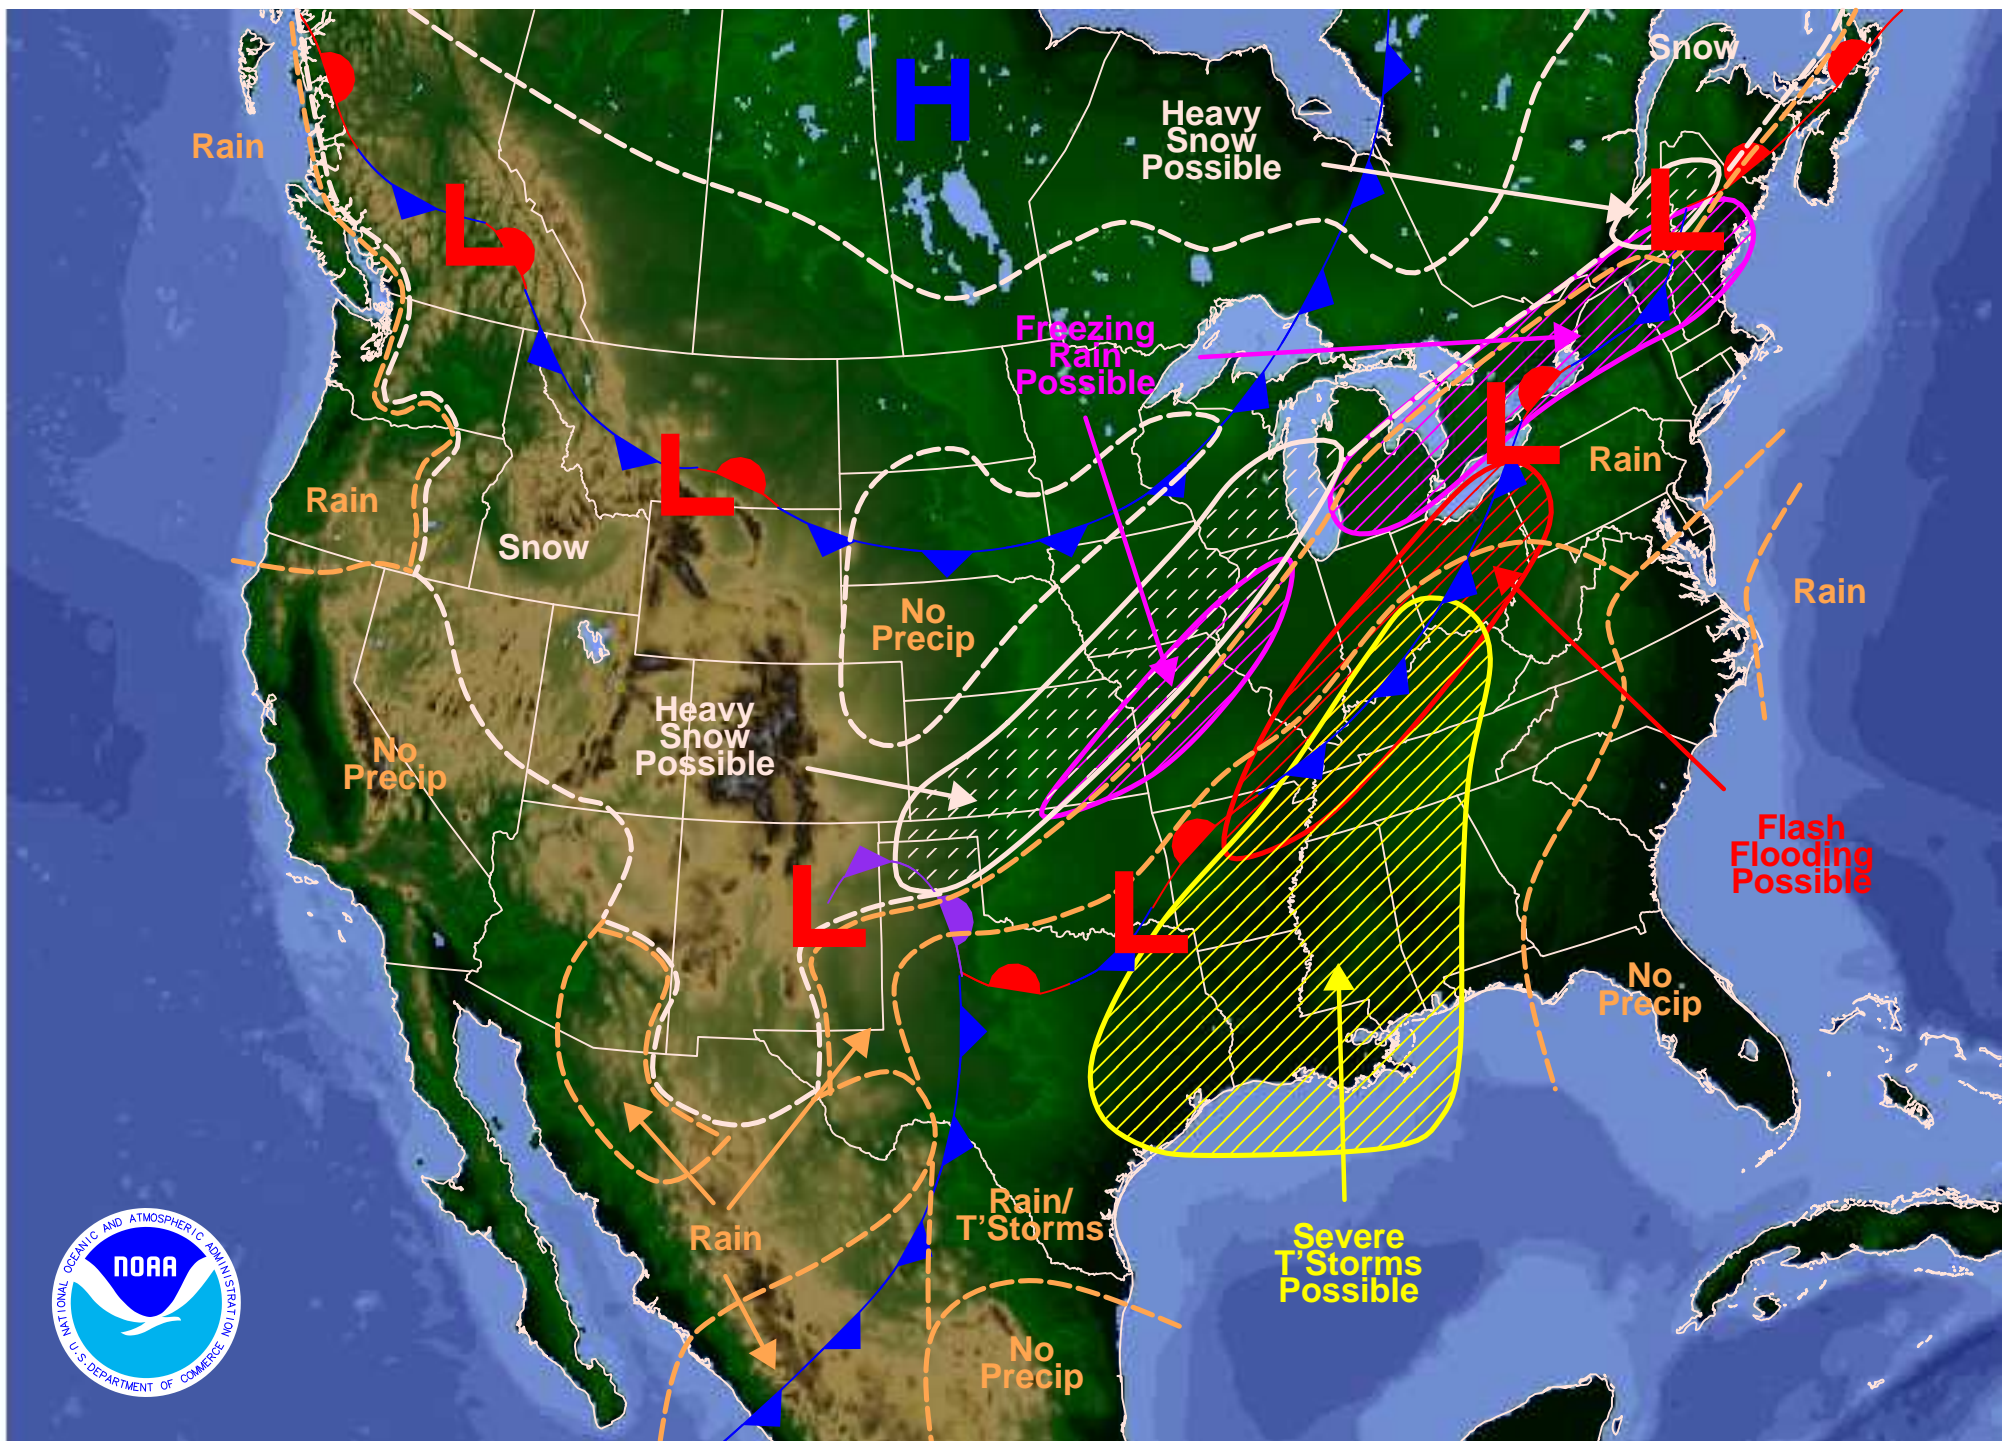 Snow
H
Heavy
Snow
Possible
Rain
L
L
Freezing
Rain
Possible
L
L
Rain
Rain
Snow
No
Precip
Rain
Heavy
Snow
Possible
No
Precip
Flash
Flooding
Possible
L
L
No
Precip
Rain/
T'Storms
Rain
Severe
T'Storms
Possible
No
Precip
NATIONAL OCEANIC AND ATMOSPHERIC ADMINISTRATION
NOAA
U.S. DEPARTMENT OF COMMERCE